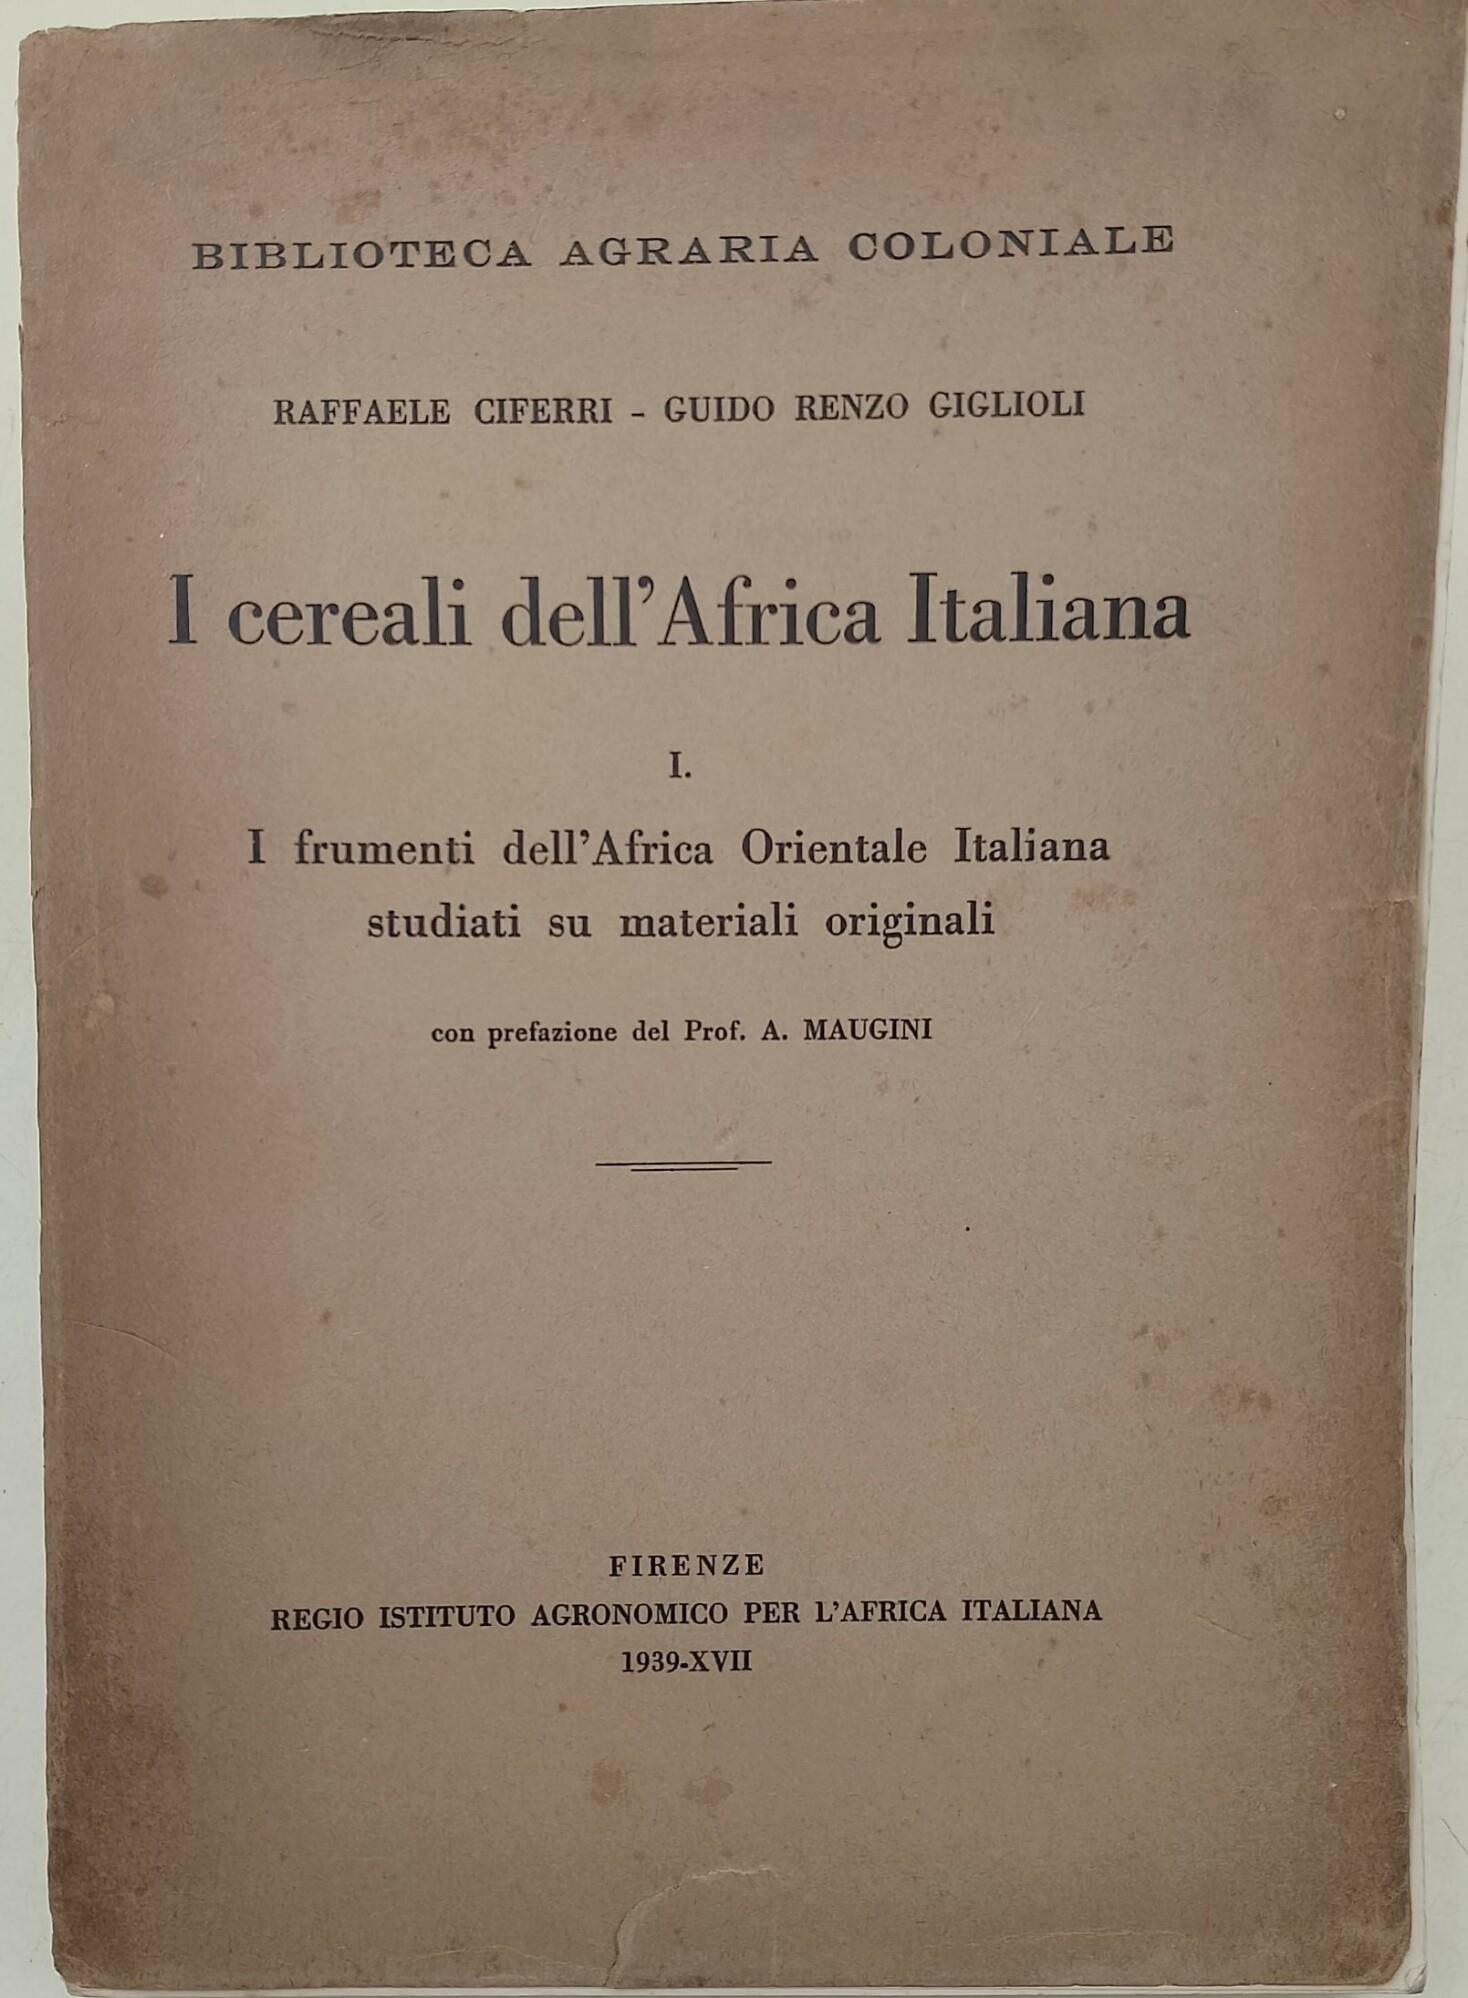 BIBLIOTECA AGRARIA COLONIALE
RAFFAELE CIFERRI - GUIDO RENZO GIGLIOLI
I cereali dell'Africa Italiana
I.
I frumenti dell'Africa Orientale Italiana
studiati su materiali originali
con prefazione del Prof. A. MAUGINI
FIRENZE
REGIO ISTITUTO AGRONOMICO PER L'AFRICA ITALIANA
1939-XVII